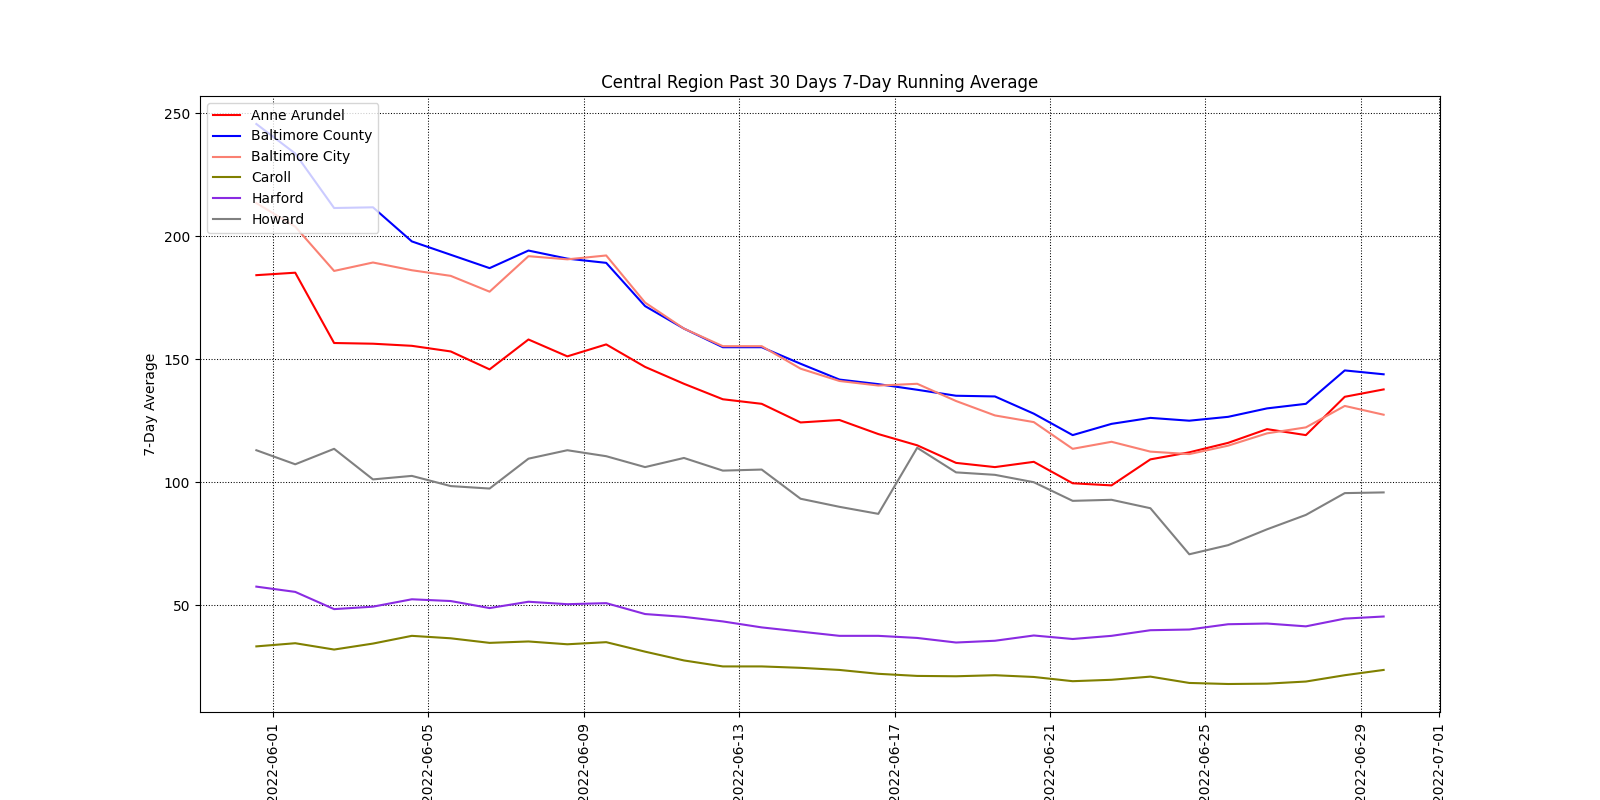 Central Region Past 30 Days 7-Day Running Average
Anne Arundel
Baltimore County
Baltimore City
Caroll
Harford
Howard
250
200
150
100
50
7-Day Average
2022-06-01
2022-06-05
2022-06-09
2022-06-13
2022-06-17
2022-06-21
2022-06-25
2022-06-29
2022-07-01